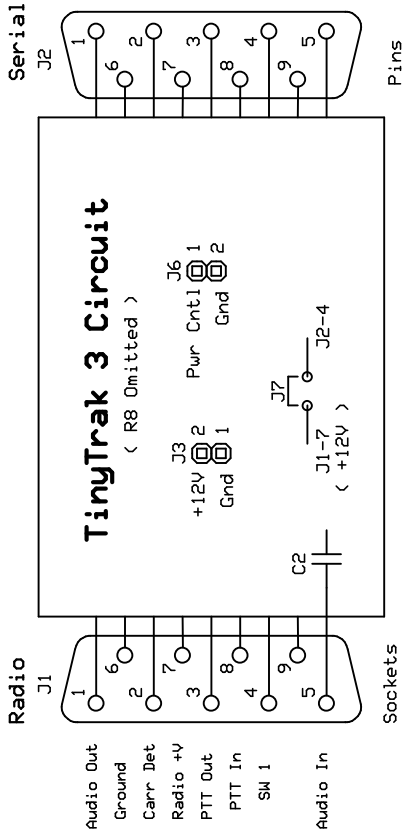 Radio
J1
Audio Out
Ground
Carr Det
Radio +V
PTT Out
PTT In
SW 1
Audio In
1
6
2
7
3
8
4
9
5
Sockets
TinyTrak 3 Circuit
( R8 Omitted )
J3
+12V 2
Gnd 1
J6
Pwr Cntl 1
Gnd 2
C2
J7
J1-7 J2-4
( +12V )
Serial
J2
1
6
2
7
3
8
4
9
5
Pins